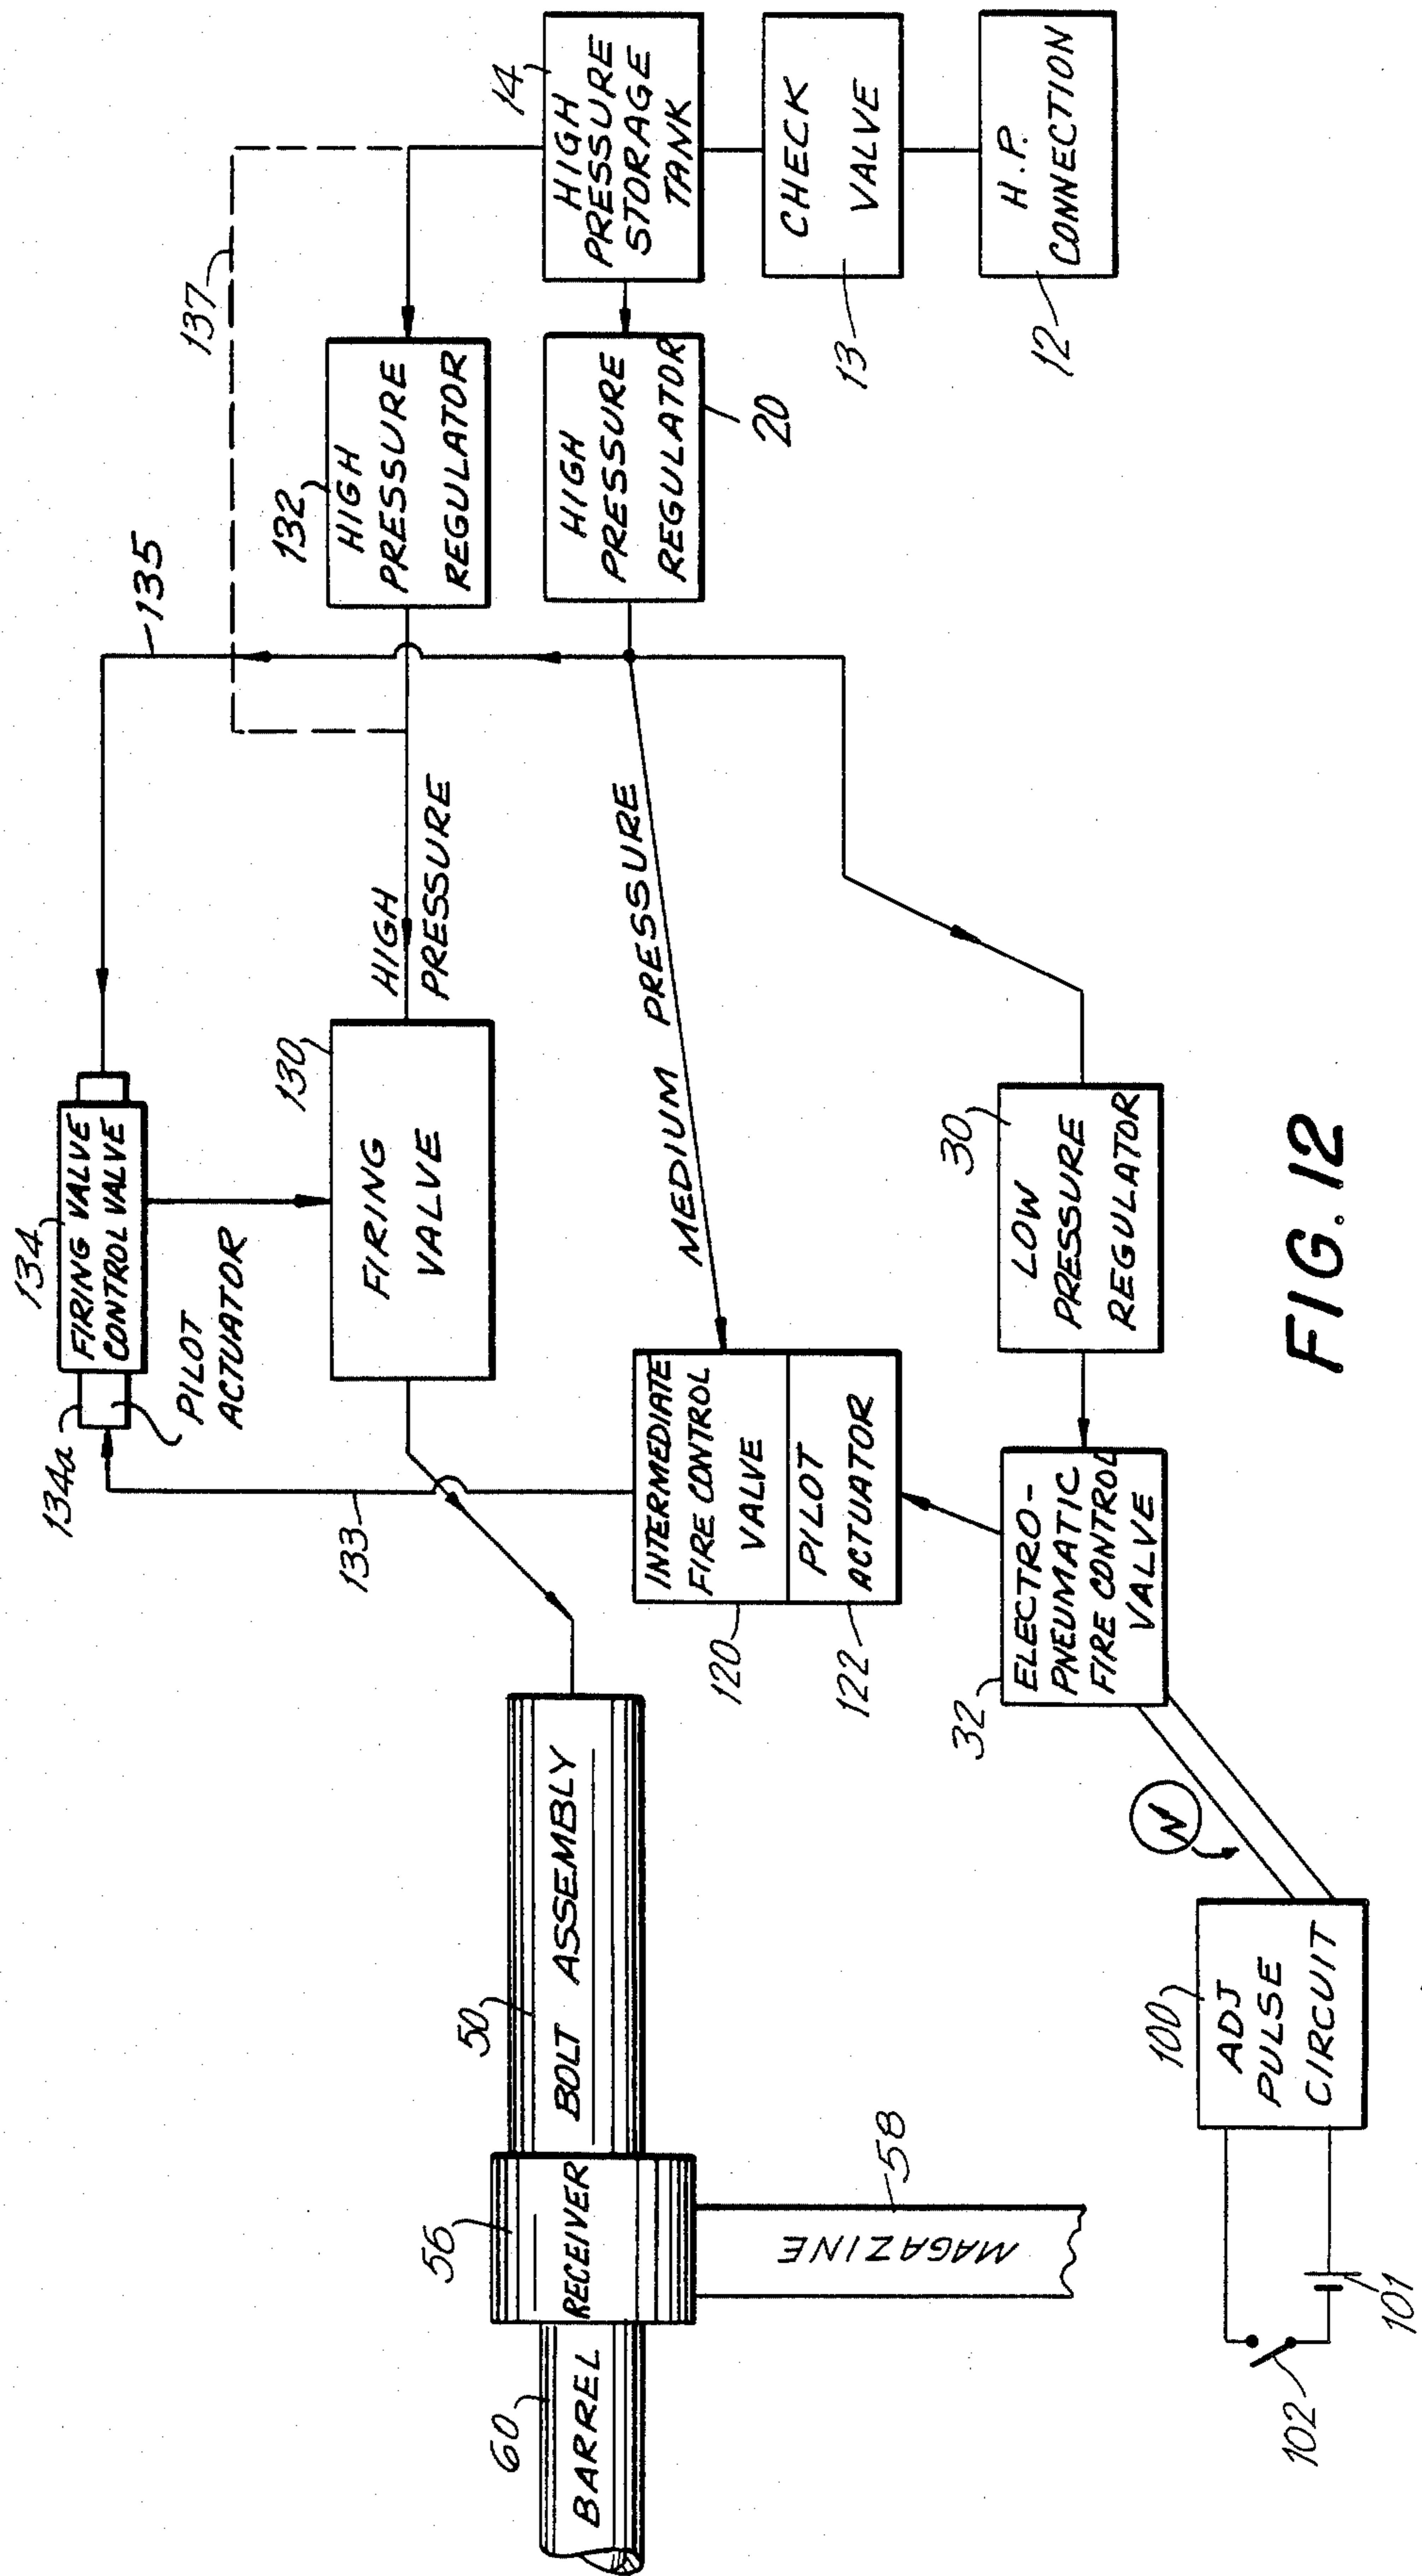 134
FIRING VALVE
CONTROL VALVE
134a
PILOT
ACTUATOR
135
137
130
FIRING
VALVE
HIGH
PRESSURE
132
HIGH
PRESSURE
REGULATOR
14
HIGH
PRESSURE
STORAGE
TANK
133
60
BARREL
56
RECEIVER
50
BOLT ASSEMBLY
MEDIUM PRESSURE
HIGH
PRESSURE
REGULATOR
20
CHECK
VALVE
13
H.P.
CONNECTION
12
MAGAZINE
58
INTERMEDIATE
FIRE CONTROL
VALVE
PILOT
ACTUATOR
120
122
30
LOW
PRESSURE
REGULATOR
32
ELECTRO-
PNEUMATIC
FIRE CONTROL
VALVE
100
ADJ
PULSE
CIRCUIT
102
101
FIG. 12